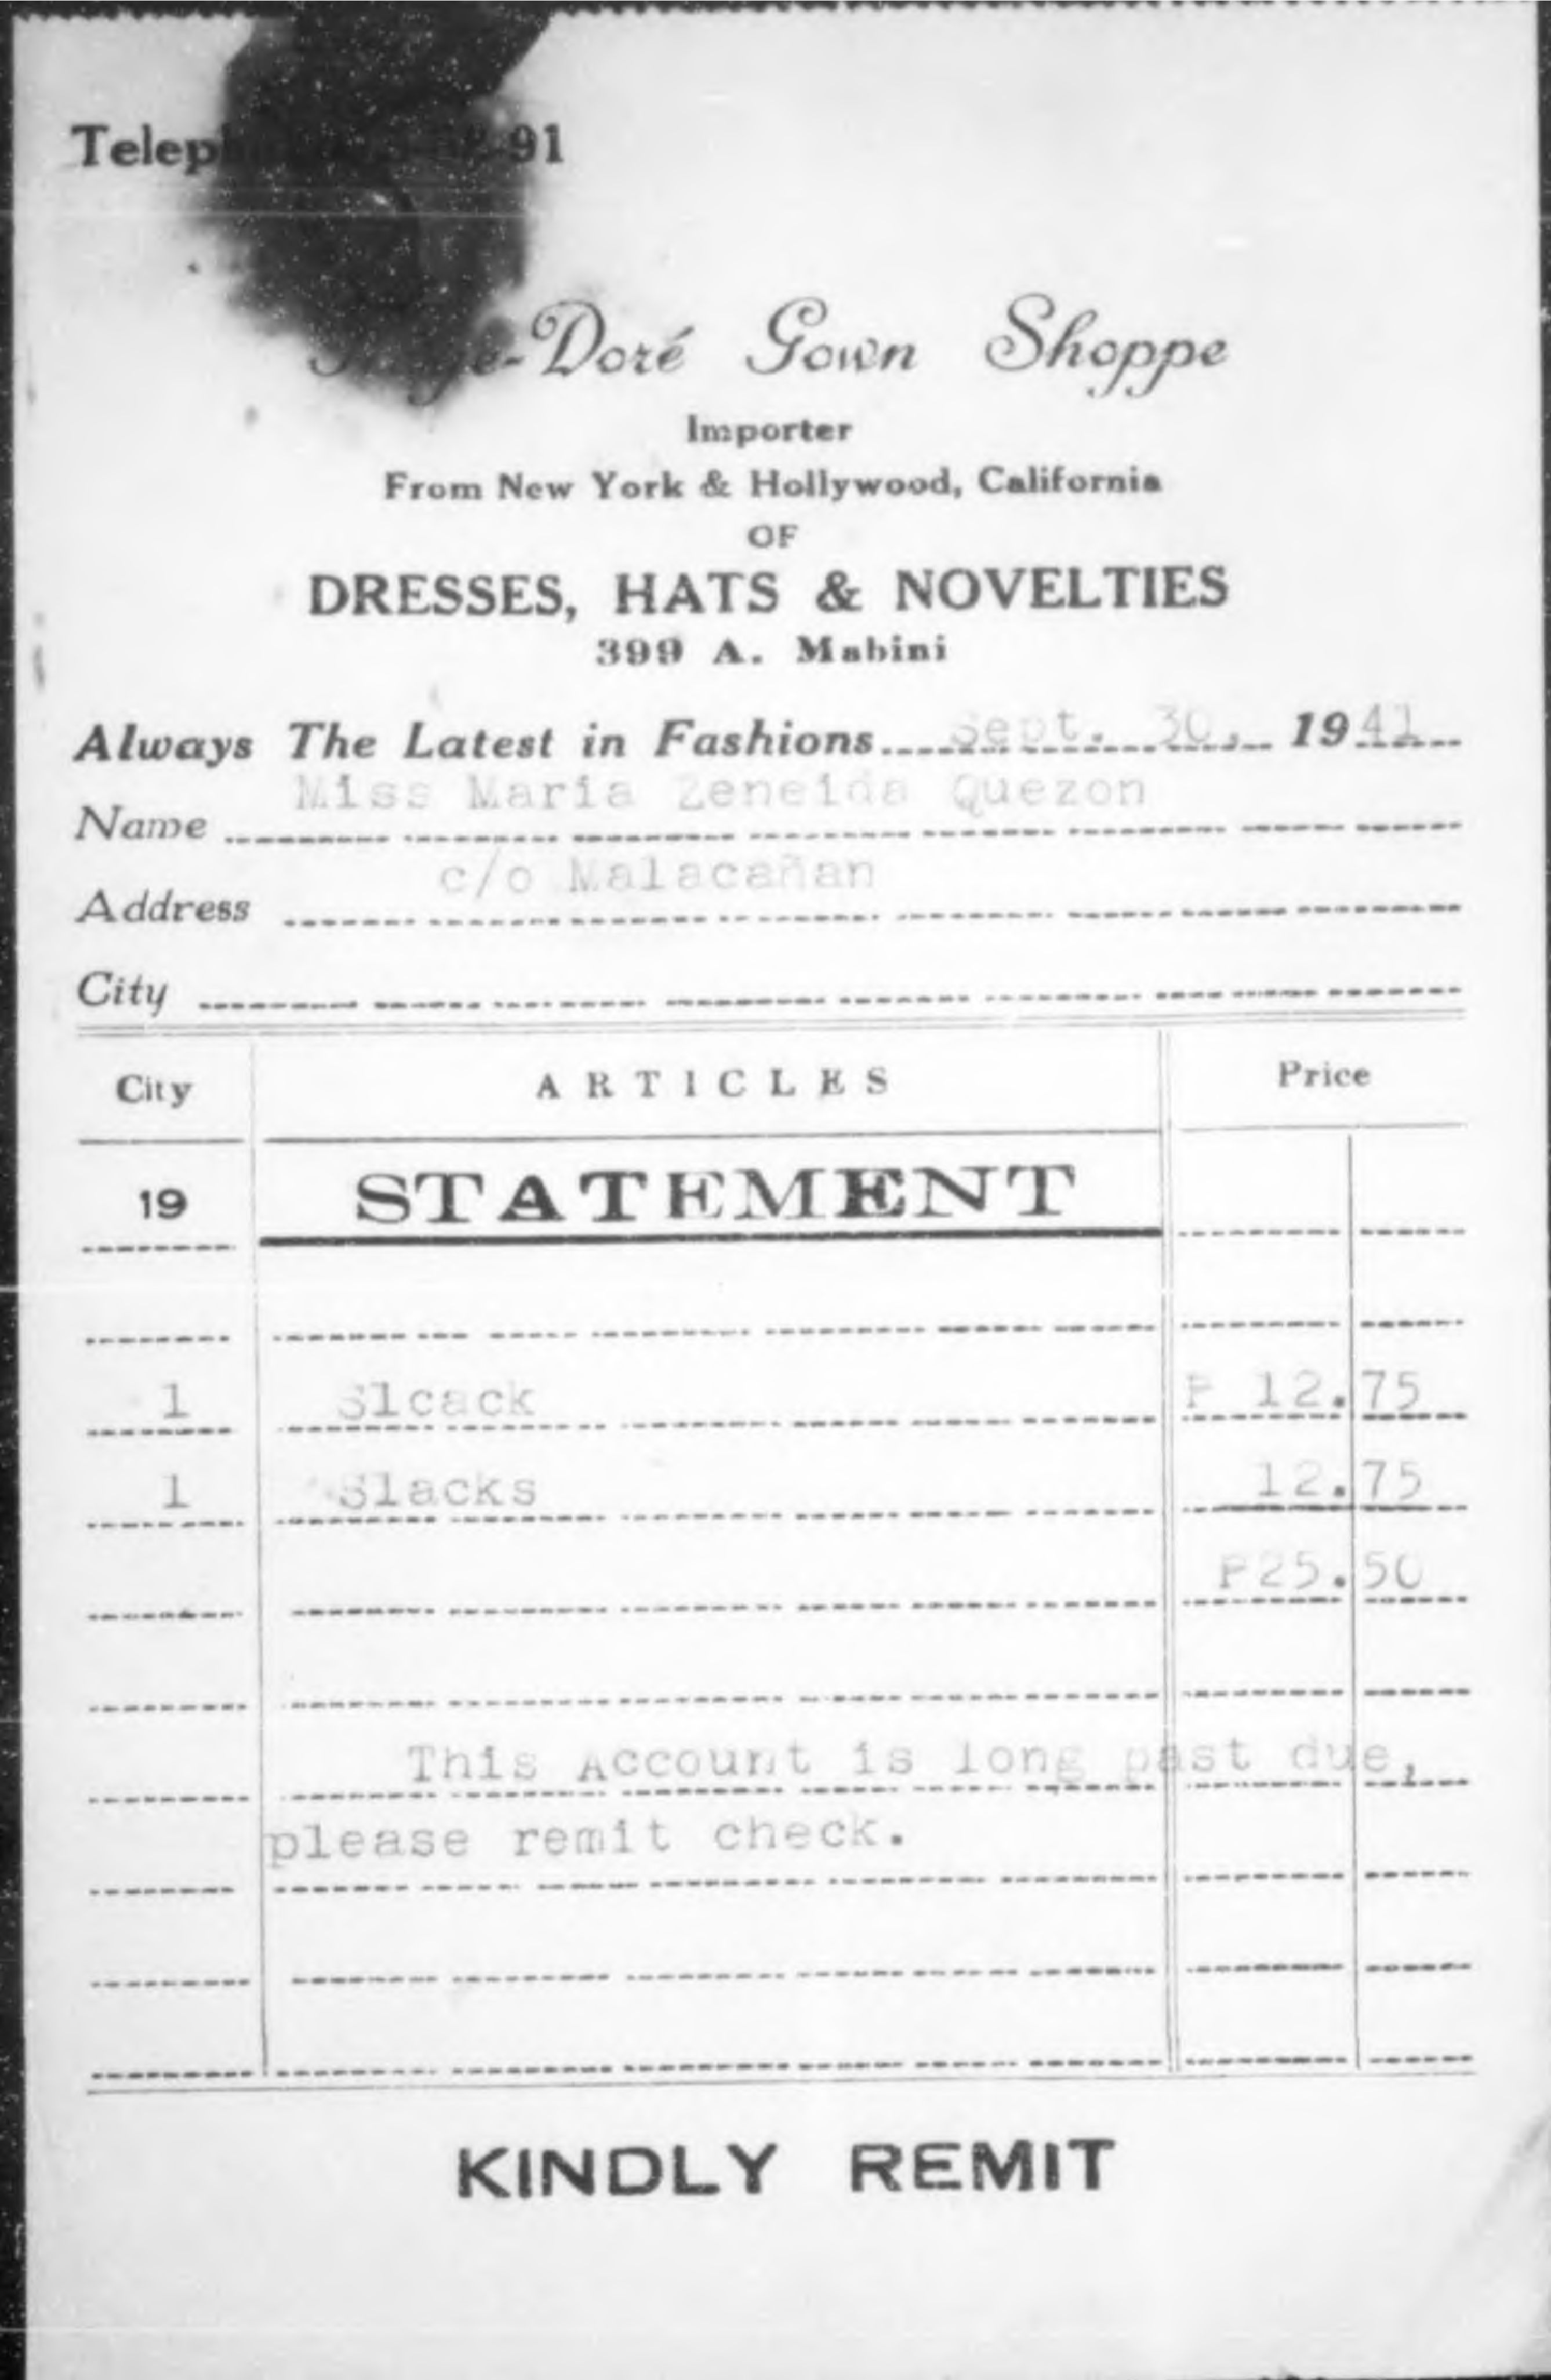 91
Doré Gown Shoppe
Importer
From New York & Hollywood, California
OF
DRESSES, HATS & NOVELTIES
399 A. Mabini
Always The Latest in Fashions Sept. 30, 1941
Name Miss Maria Zeneida Quezon
Address c/o Malacañan
City
City ARTICLES Price
19 STATEMENT
1 Slcack ₱ 12.75
1 Slacks 12.75
₱25.50
This Account is long past due,
please remit check.
KINDLY REMIT